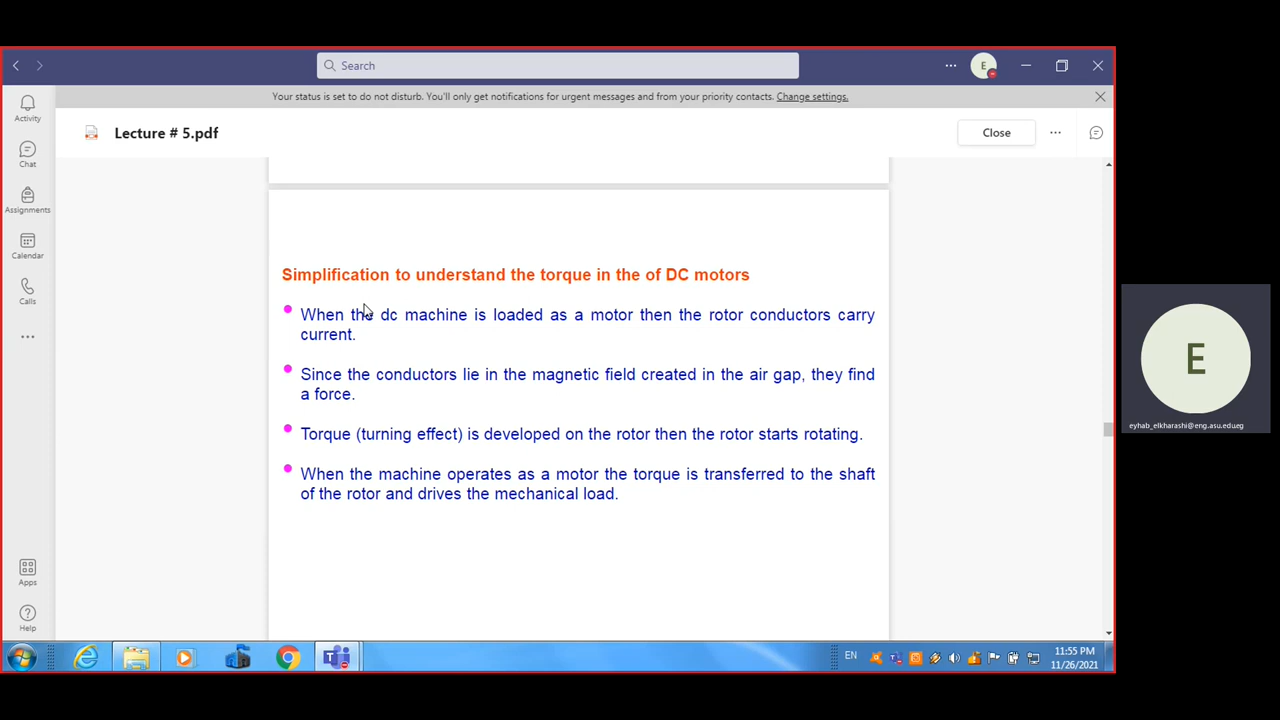 Search
E
Your status is set to do not disturb. You'll only get notifications for urgent messages and from your priority contacts. Change settings.
Activity
Chat
Assignments
Calendar
Calls
Apps
Help
Lecture # 5.pdf
Close
Simplification to understand the torque in the of DC motors
When the dc machine is loaded as a motor then the rotor conductors carry
current.
Since the conductors lie in the magnetic field created in the air gap, they find
a force.
Torque (turning effect) is developed on the rotor then the rotor starts rotating.
When the machine operates as a motor the torque is transferred to the shaft
of the rotor and drives the mechanical load.
E
eyhab_elkharashi@eng.asu.edu.eg
EN
11:55 PM
11/26/2021